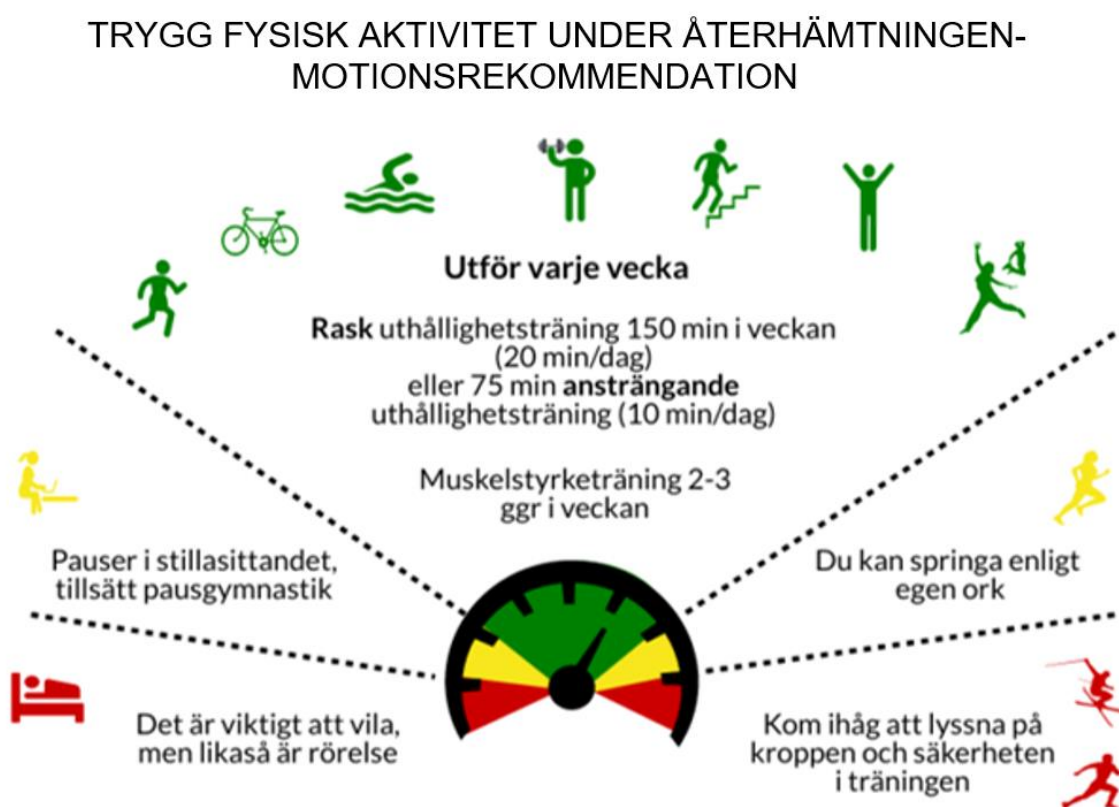 TRYGG FYSISK AKTIVITET UNDER ÅTERHÄMTNINGEN-
MOTIONSREKOMMENDATION
Utför varje vecka
Rask uthållighetsträning 150 min i veckan
(20 min/dag)
eller 75 min ansträngande
uthållighetsträning (10 min/dag)
Muskelstyrketräning 2-3
ggr i veckan
Pauser i stillasittandet,
tillsätt pausgymnastik
Du kan springa enligt
egen ork
Det är viktigt att vila,
men likaså är rörelse
Kom ihåg att lyssna på
kroppen och säkerheten
i träningen